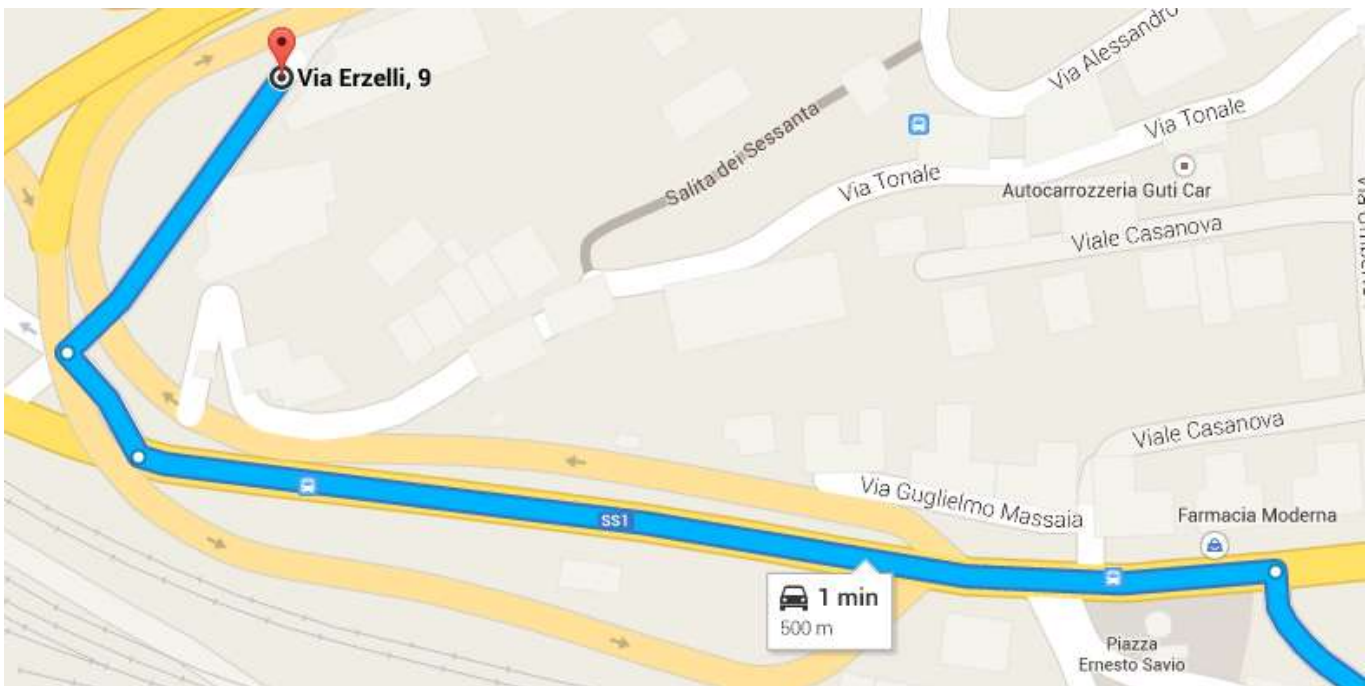 Via Erzelli, 9
Via Alessandro
Via Tonale
Salita dei Sessanta
Via Tonale
Autocarrozzeria Guti Car
Viale Casanova
Viale Casanova
Via Guglielmo Massaia
Farmacia Moderna
SS1
1 min
500 m
Piazza
Ernesto Savio